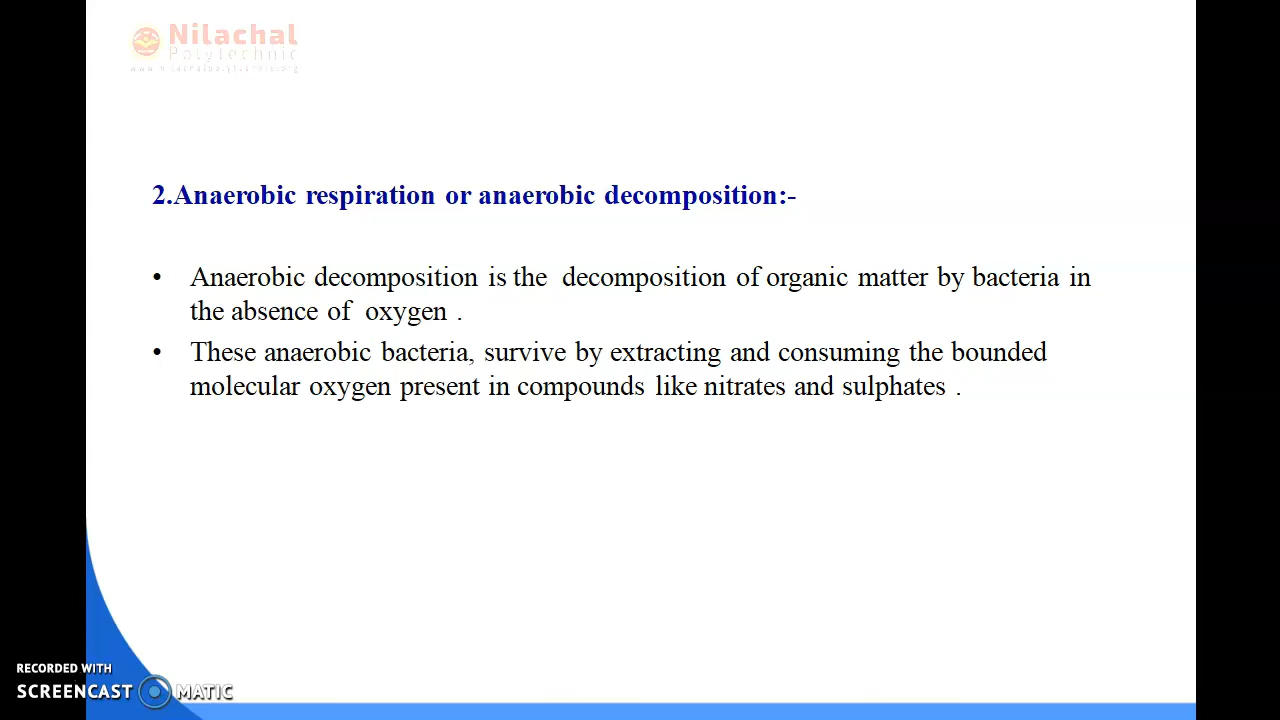 Nilachal
Polytechnic
2.Anaerobic respiration or anaerobic decomposition:-
• Anaerobic decomposition is the decomposition of organic matter by bacteria in
the absence of oxygen .
• These anaerobic bacteria, survive by extracting and consuming the bounded
molecular oxygen present in compounds like nitrates and sulphates .
RECORDED WITH
SCREENCAST MATIC